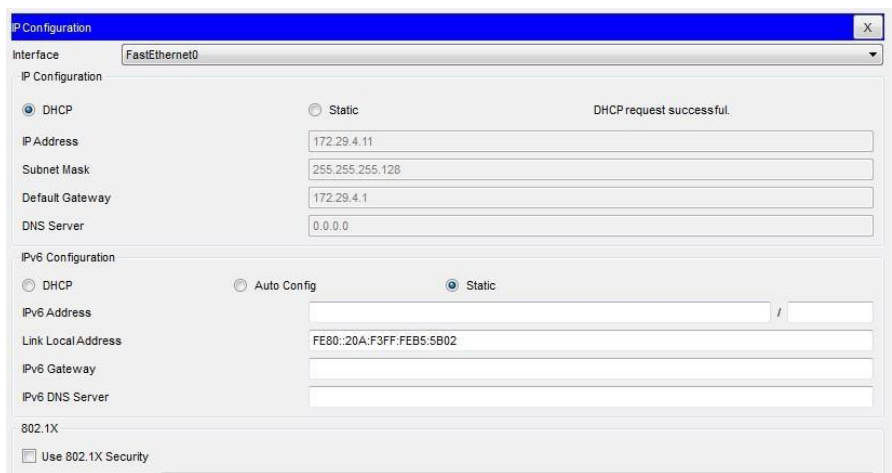 IP Configuration X
Interface FastEthernet0
IP Configuration
DHCP Static DHCP request successful.
IP Address 172.29.4.11
Subnet Mask 255.255.255.128
Default Gateway 172.29.4.1
DNS Server 0.0.0.0
IPv6 Configuration
DHCP Auto Config Static
IPv6 Address /
Link Local Address FE80::20A:F3FF:FEB5:5B02
IPv6 Gateway
IPv6 DNS Server
802.1X
Use 802.1X Security